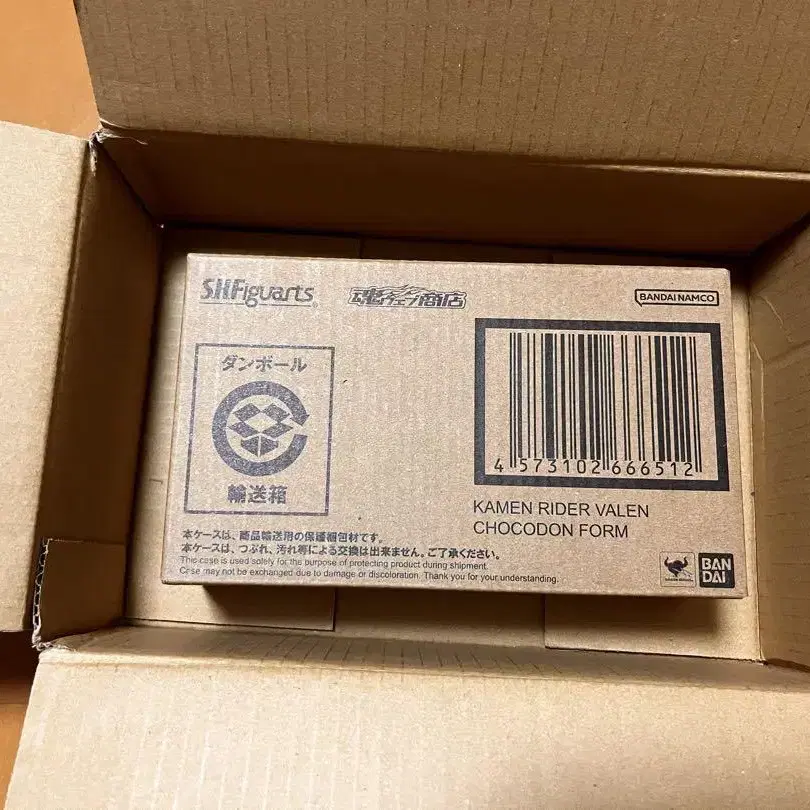 S.H.Figuarts
魂ウェブ商店
BANDAI NAMCO
ダンボール
輸送箱
4 573102 666512
KAMEN RIDER VALEN
CHOCODON FORM
本ケースは、商品輸送用の保護梱包材です。
本ケースは、つぶれ、汚れ等による交換は出来ません。ご了承ください。
This case is used solely for the purpose of protecting product during shipment.
Case may not be exchanged due to damage or discoloration. Thank you for your understanding.
BAN
DAI